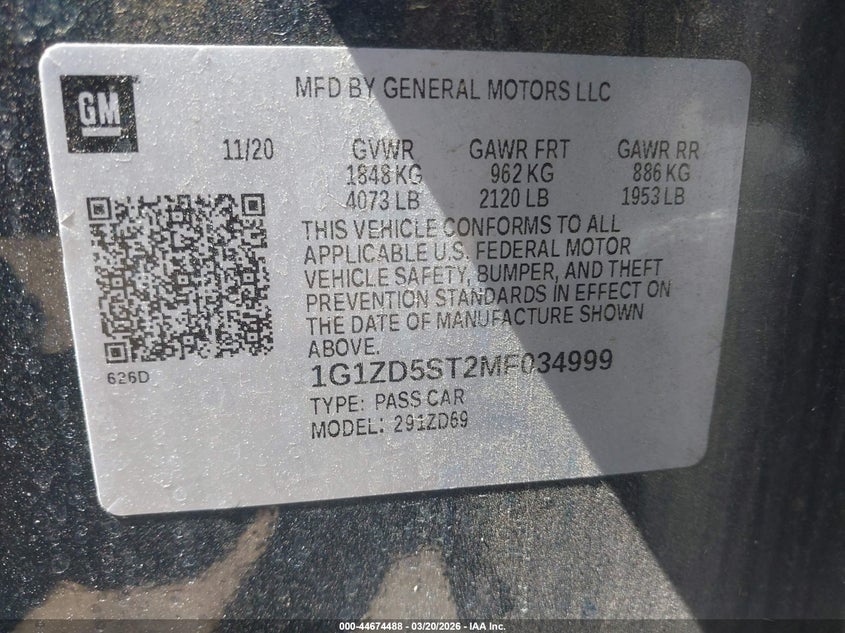 GM
MFD BY GENERAL MOTORS LLC
11/20 GVWR GAWR FRT GAWR RR
1848 KG 962 KG 886 KG
4073 LB 2120 LB 1953 LB
THIS VEHICLE CONFORMS TO ALL
APPLICABLE U.S. FEDERAL MOTOR
VEHICLE SAFETY, BUMPER, AND THEFT
PREVENTION STANDARDS IN EFFECT ON
THE DATE OF MANUFACTURE SHOWN
ABOVE.
626D
1G1ZD5ST2MF034999
TYPE: PASS CAR
MODEL: 291ZD69
000-44674488 - 03/20/2026 - IAA Inc.